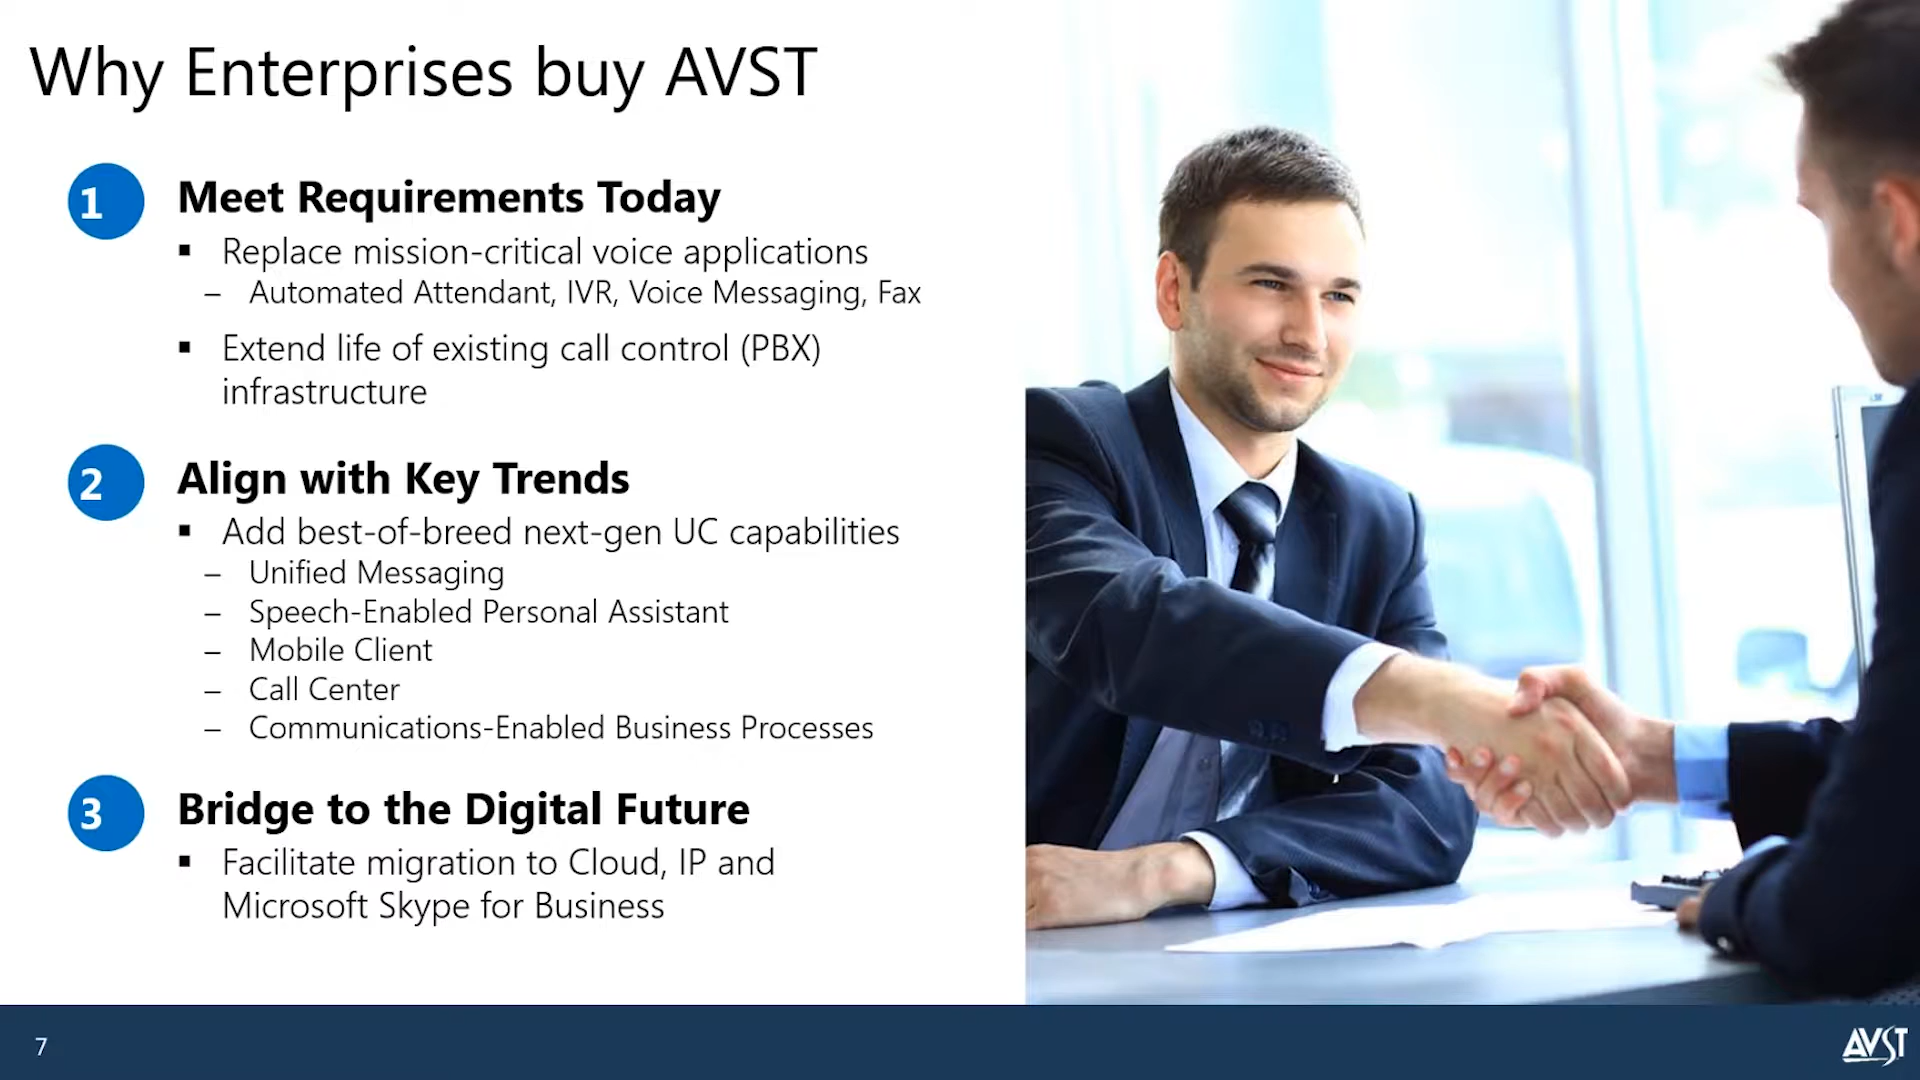 Why Enterprises buy AVST
1 Meet Requirements Today
▪ Replace mission-critical voice applications
– Automated Attendant, IVR, Voice Messaging, Fax
▪ Extend life of existing call control (PBX)
infrastructure
2 Align with Key Trends
▪ Add best-of-breed next-gen UC capabilities
– Unified Messaging
– Speech-Enabled Personal Assistant
– Mobile Client
– Call Center
– Communications-Enabled Business Processes
3 Bridge to the Digital Future
▪ Facilitate migration to Cloud, IP and
Microsoft Skype for Business
7
AVST